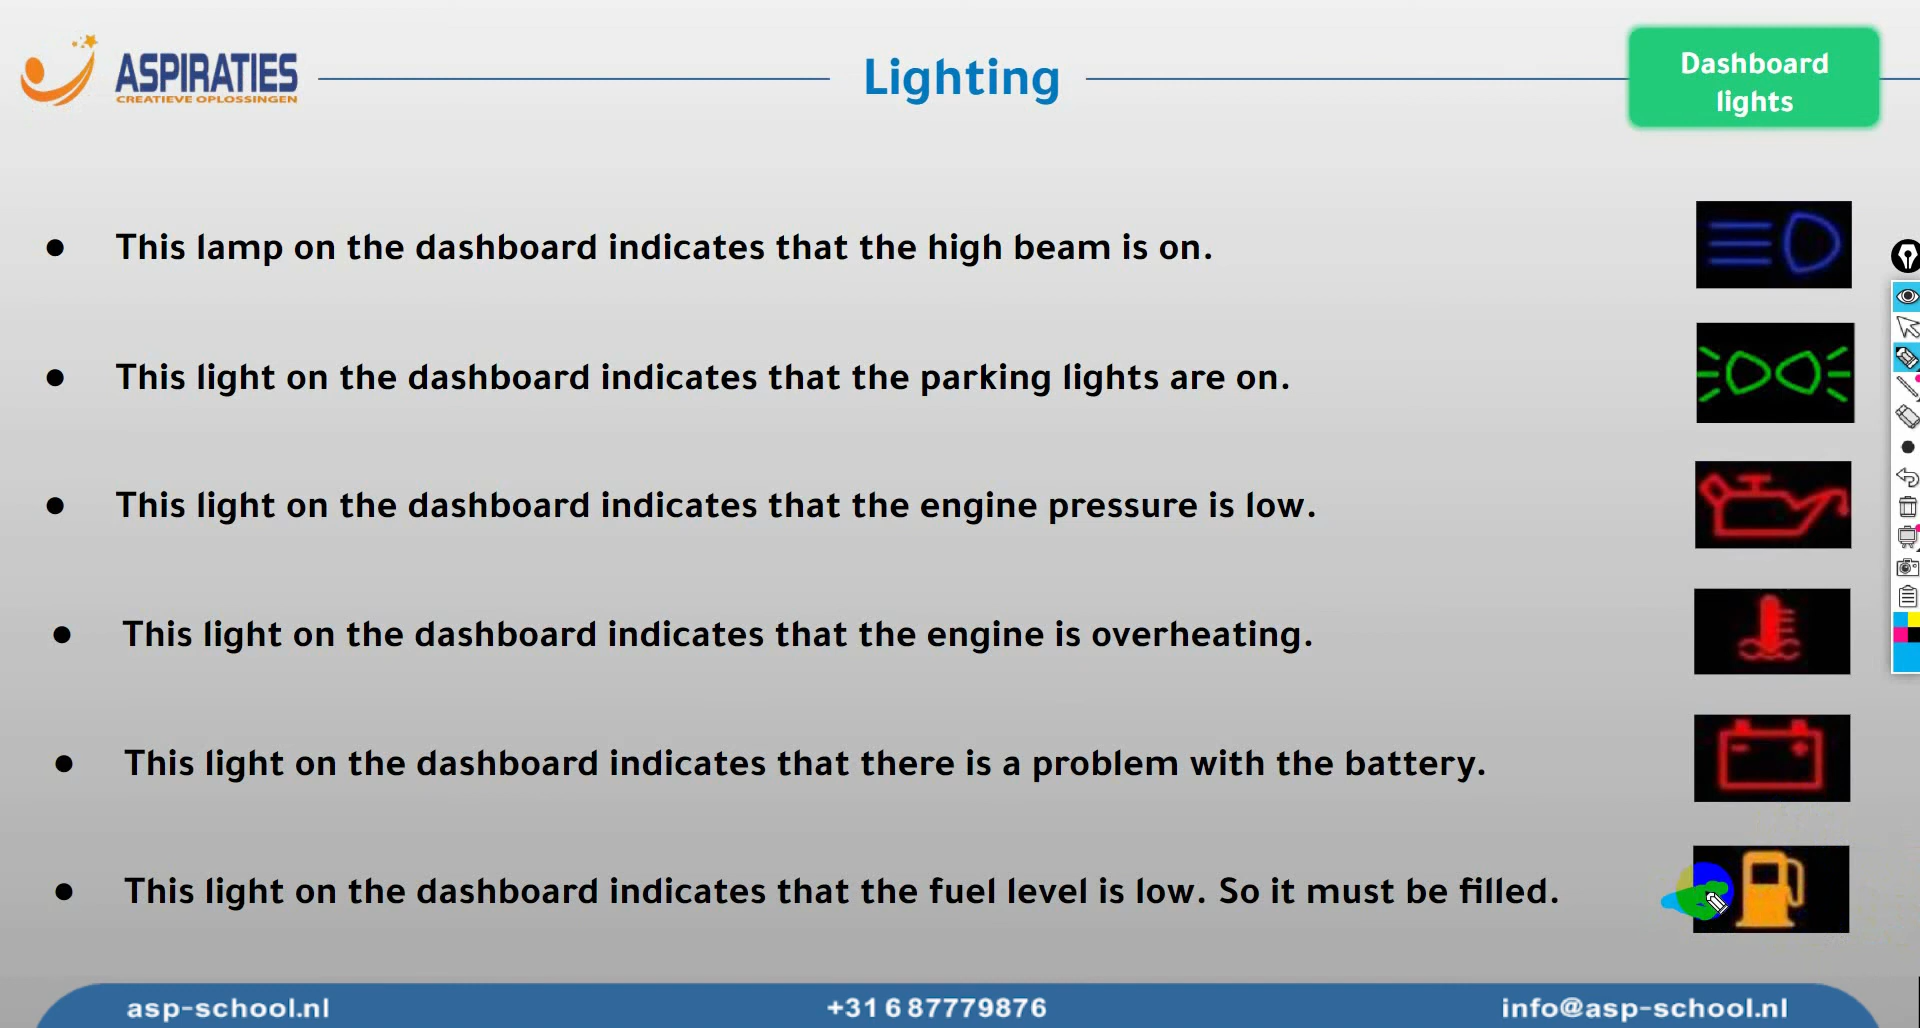 ASPIRATIES
CREATIEVE OPLOSSINGEN
Lighting
Dashboard
lights
● This lamp on the dashboard indicates that the high beam is on.
● This light on the dashboard indicates that the parking lights are on.
● This light on the dashboard indicates that the engine pressure is low.
● This light on the dashboard indicates that the engine is overheating.
● This light on the dashboard indicates that there is a problem with the battery.
● This light on the dashboard indicates that the fuel level is low. So it must be filled.
asp-school.nl
+31 6 87779876
info@asp-school.nl